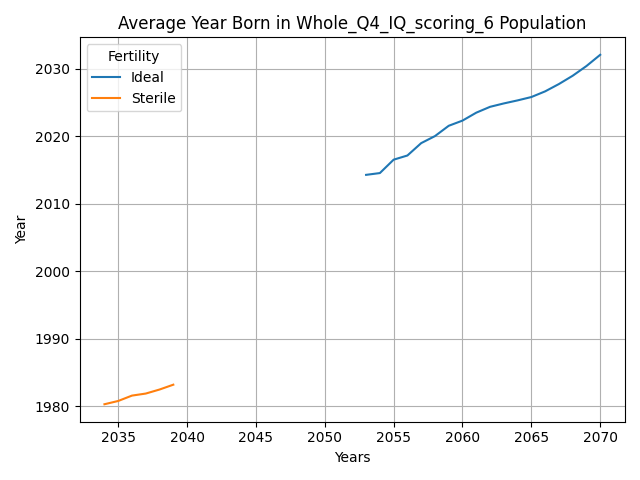 Average Year Born in Whole_Q4_IQ_scoring_6 Population
Fertility
Ideal
Sterile
2030
2020
2010
2000
1990
1980
Year
2035 2040 2045 2050 2055 2060 2065 2070
Years